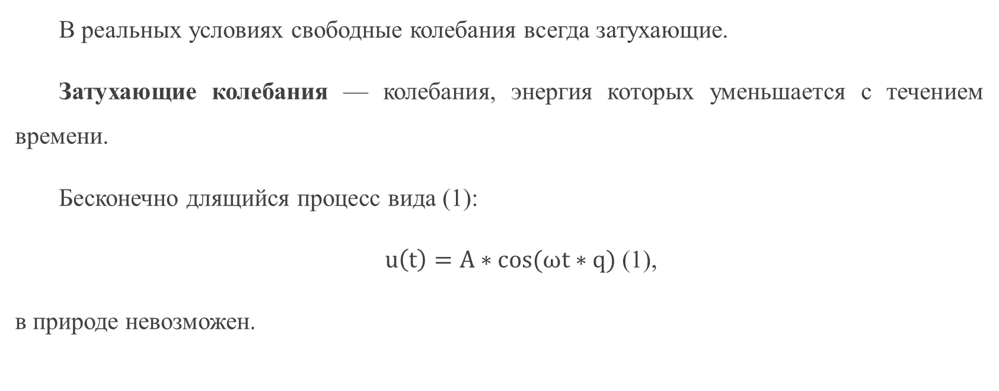 В реальных условиях свободные колебания всегда затухающие.
Затухающие колебания — колебания, энергия которых уменьшается с течением
времени.
Бесконечно длящийся процесс вида (1):
u(t) = A ∗ cos(ωt ∗ q) (1),
в природе невозможен.